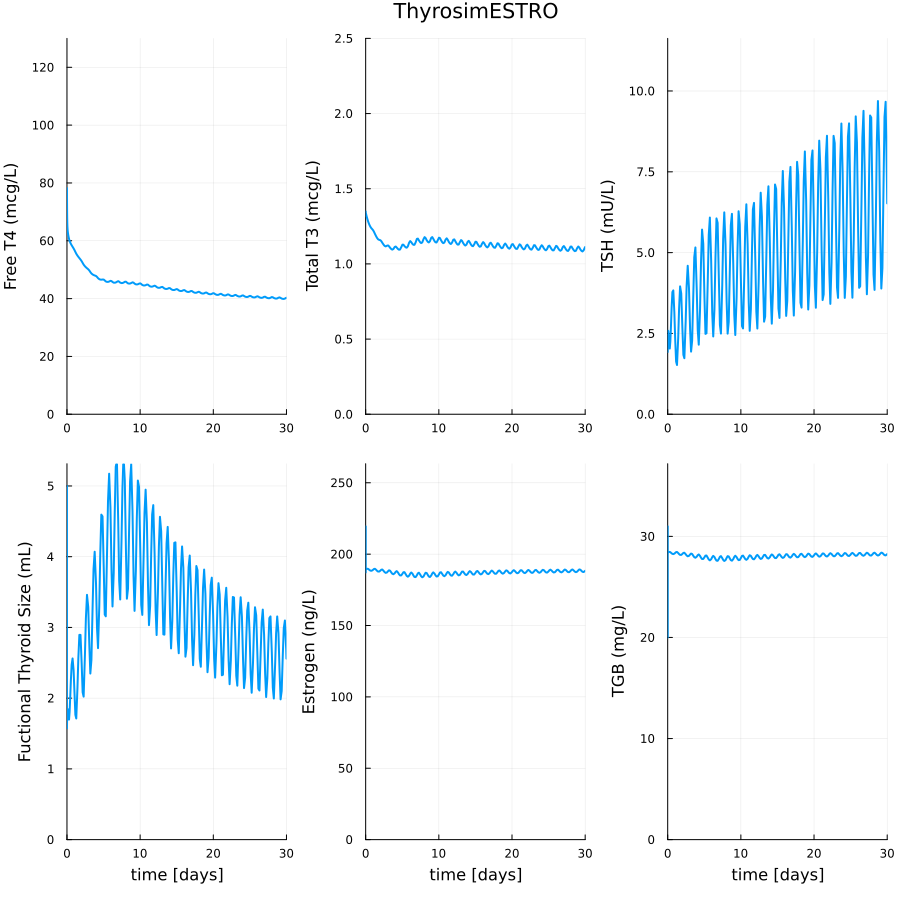 ThyrosimESTRO
Free T4 (mcg/L)
120
100
80
60
40
20
0
0 10 20 30
Total T3 (mcg/L)
2.5
2.0
1.5
1.0
0.5
0.0
0 10 20 30
TSH (mU/L)
10.0
7.5
5.0
2.5
0.0
0 10 20 30
Fuctional Thyroid Size (mL)
5
4
3
2
1
0
0 10 20 30
time [days]
Estrogen (ng/L)
250
200
150
100
50
0
0 10 20 30
time [days]
TGB (mg/L)
30
20
10
0
0 10 20 30
time [days]